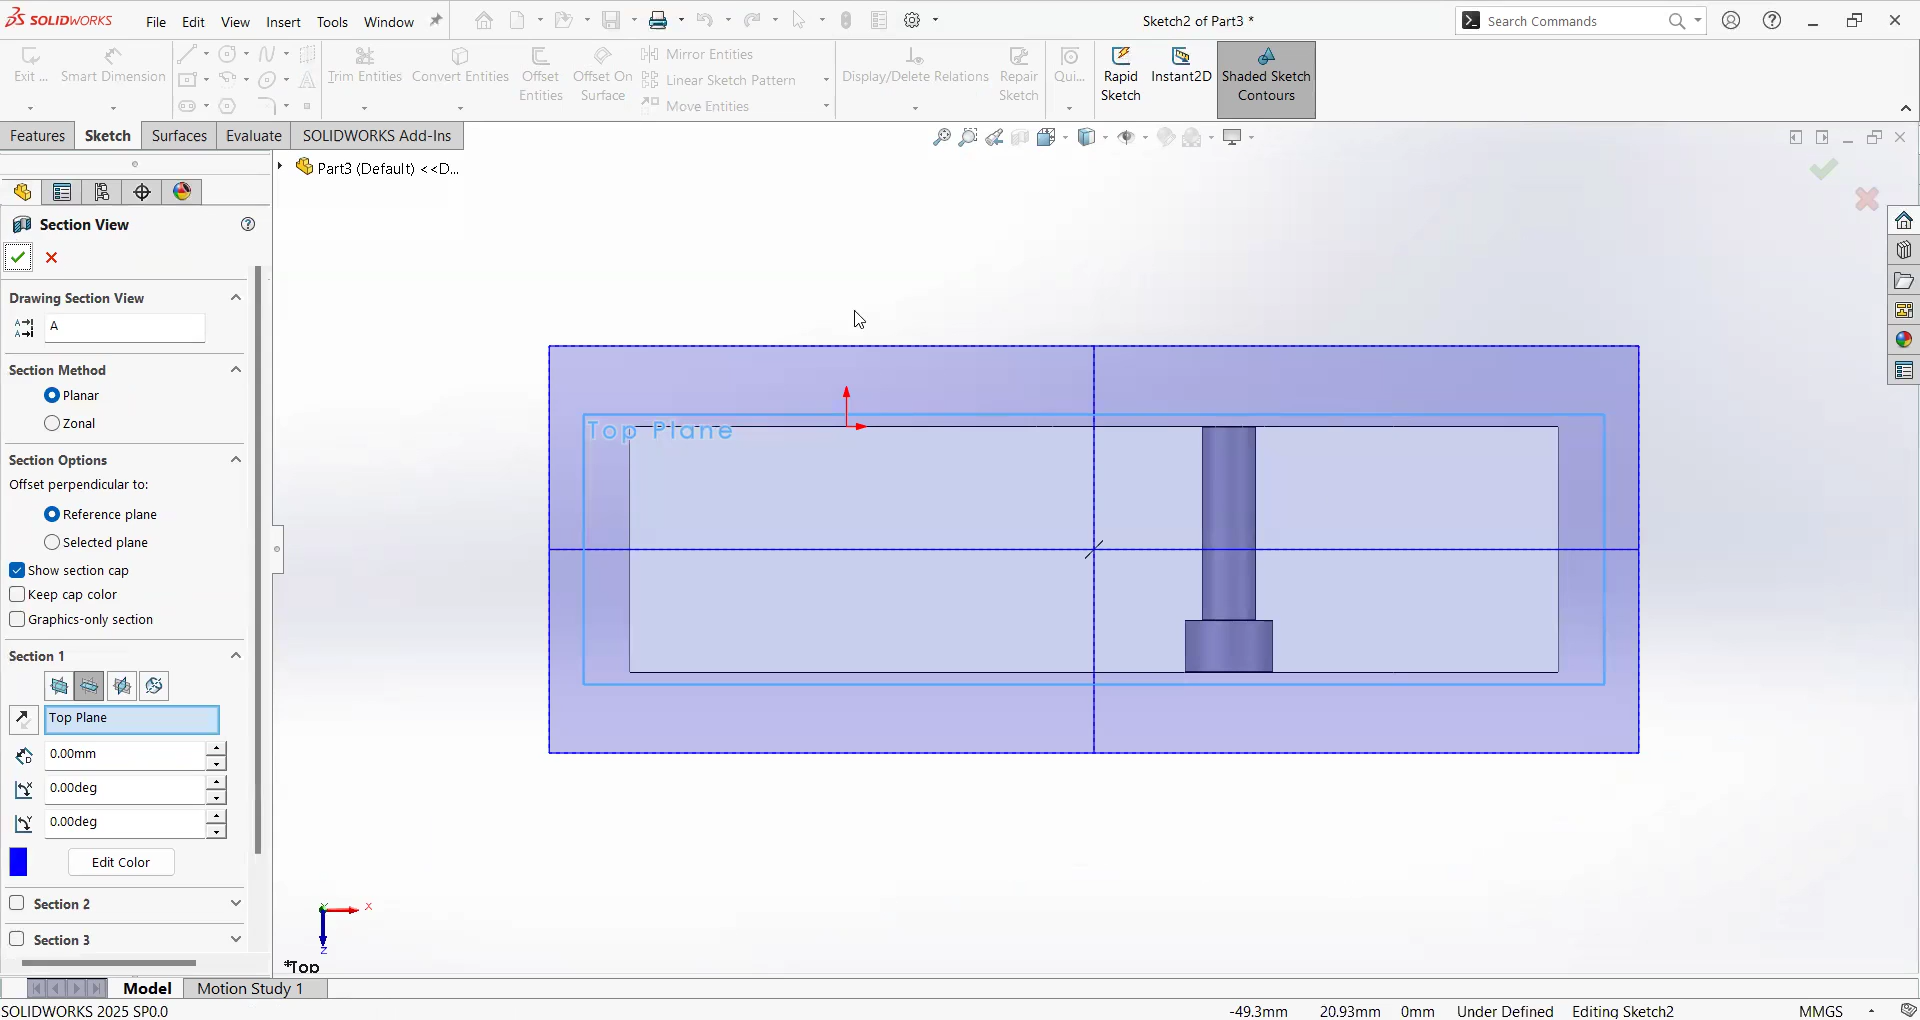 SOLIDWORKS File Edit View Insert Tools Window Sketch2 of Part3 * Search Commands
Exit ... Smart Dimension Trim Entities Convert Entities Offset Entities Offset On Surface Mirror Entities Linear Sketch Pattern Move Entities Display/Delete Relations Repair Sketch Qui... Rapid Sketch Instant2D Shaded Sketch Contours
Features Sketch Surfaces Evaluate SOLIDWORKS Add-Ins
Part3 (Default) <<D...
Section View
Drawing Section View
A
Section Method
Planar
Zonal
Section Options
Offset perpendicular to:
Reference plane
Selected plane
Show section cap
Keep cap color
Graphics-only section
Section 1
Top Plane
0.00mm
0.00deg
0.00deg
Edit Color
Section 2
Section 3
Top Plane
Y X
Z
*Top
Model Motion Study 1
SOLIDWORKS 2025 SP0.0 -49.3mm 20.93mm 0mm Under Defined Editing Sketch2 MMGS